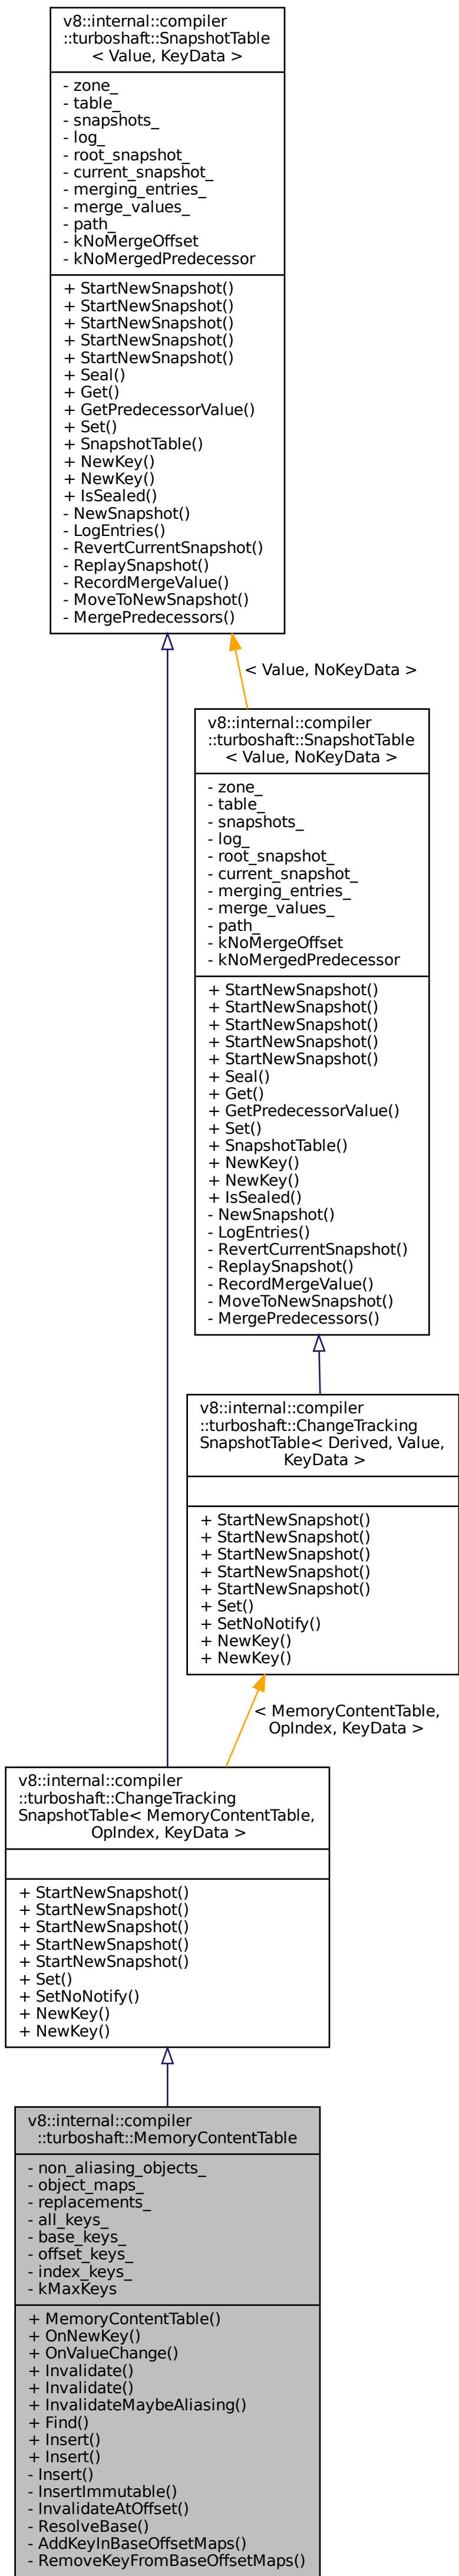 v8::internal::compiler
::turboshaft::SnapshotTable
< Value, KeyData >
- zone_
- table_
- snapshots_
- log_
- root_snapshot_
- current_snapshot_
- merging_entries_
- merge_values_
- path_
- kNoMergeOffset
- kNoMergedPredecessor
+ StartNewSnapshot()
+ StartNewSnapshot()
+ StartNewSnapshot()
+ StartNewSnapshot()
+ StartNewSnapshot()
+ Seal()
+ Get()
+ GetPredecessorValue()
+ Set()
+ SnapshotTable()
+ NewKey()
+ NewKey()
+ IsSealed()
- NewSnapshot()
- LogEntries()
- RevertCurrentSnapshot()
- ReplaySnapshot()
- RecordMergeValue()
- MoveToNewSnapshot()
- MergePredecessors()
< Value, NoKeyData >
v8::internal::compiler
::turboshaft::SnapshotTable
< Value, NoKeyData >
- zone_
- table_
- snapshots_
- log_
- root_snapshot_
- current_snapshot_
- merging_entries_
- merge_values_
- path_
- kNoMergeOffset
- kNoMergedPredecessor
+ StartNewSnapshot()
+ StartNewSnapshot()
+ StartNewSnapshot()
+ StartNewSnapshot()
+ StartNewSnapshot()
+ Seal()
+ Get()
+ GetPredecessorValue()
+ Set()
+ SnapshotTable()
+ NewKey()
+ NewKey()
+ IsSealed()
- NewSnapshot()
- LogEntries()
- RevertCurrentSnapshot()
- ReplaySnapshot()
- RecordMergeValue()
- MoveToNewSnapshot()
- MergePredecessors()
v8::internal::compiler
::turboshaft::ChangeTracking
SnapshotTable< Derived, Value,
KeyData >
+ StartNewSnapshot()
+ StartNewSnapshot()
+ StartNewSnapshot()
+ StartNewSnapshot()
+ StartNewSnapshot()
+ Set()
+ SetNoNotify()
+ NewKey()
+ NewKey()
< MemoryContentTable,
OpIndex, KeyData >
v8::internal::compiler
::turboshaft::ChangeTracking
SnapshotTable< MemoryContentTable,
OpIndex, KeyData >
+ StartNewSnapshot()
+ StartNewSnapshot()
+ StartNewSnapshot()
+ StartNewSnapshot()
+ StartNewSnapshot()
+ Set()
+ SetNoNotify()
+ NewKey()
+ NewKey()
v8::internal::compiler
::turboshaft::MemoryContentTable
- non_aliasing_objects_
- object_maps_
- replacements_
- all_keys_
- base_keys_
- offset_keys_
- index_keys_
- kMaxKeys
+ MemoryContentTable()
+ OnNewKey()
+ OnValueChange()
+ Invalidate()
+ Invalidate()
+ InvalidateMaybeAliasing()
+ Find()
+ Insert()
+ Insert()
- Insert()
- InsertImmutable()
- InvalidateAtOffset()
- ResolveBase()
- AddKeyInBaseOffsetMaps()
- RemoveKeyFromBaseOffsetMaps()